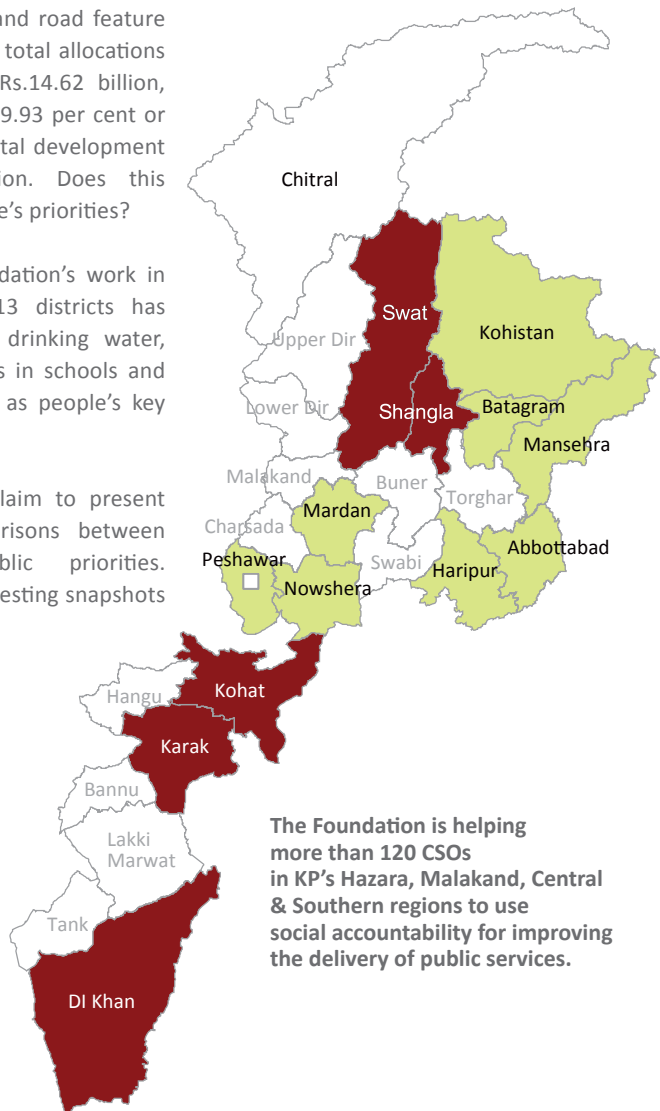 and road feature
total allocations
Rs.14.62 billion,
9.93 per cent or
tal development
ion. Does this
e's priorities?
dation's work in
13 districts has
drinking water,
s in schools and
as people's key
laim to present
risons between
blic priorities.
esting snapshots
Chitral
Swat
Kohistan
Upper Dir
Lower Dir
Shangla
Batagram
Mansehra
Malakand
Buner
Torghar
Mardan
Charsada
Peshawar
Swabi
Abbottabad
Haripur
Nowshera
Kohat
Hangu
Karak
Bannu
Lakki
Marwat
Tank
DI Khan
The Foundation is helping
more than 120 CSOs
in KP's Hazara, Malakand, Central
& Southern regions to use
social accountability for improving
the delivery of public services.